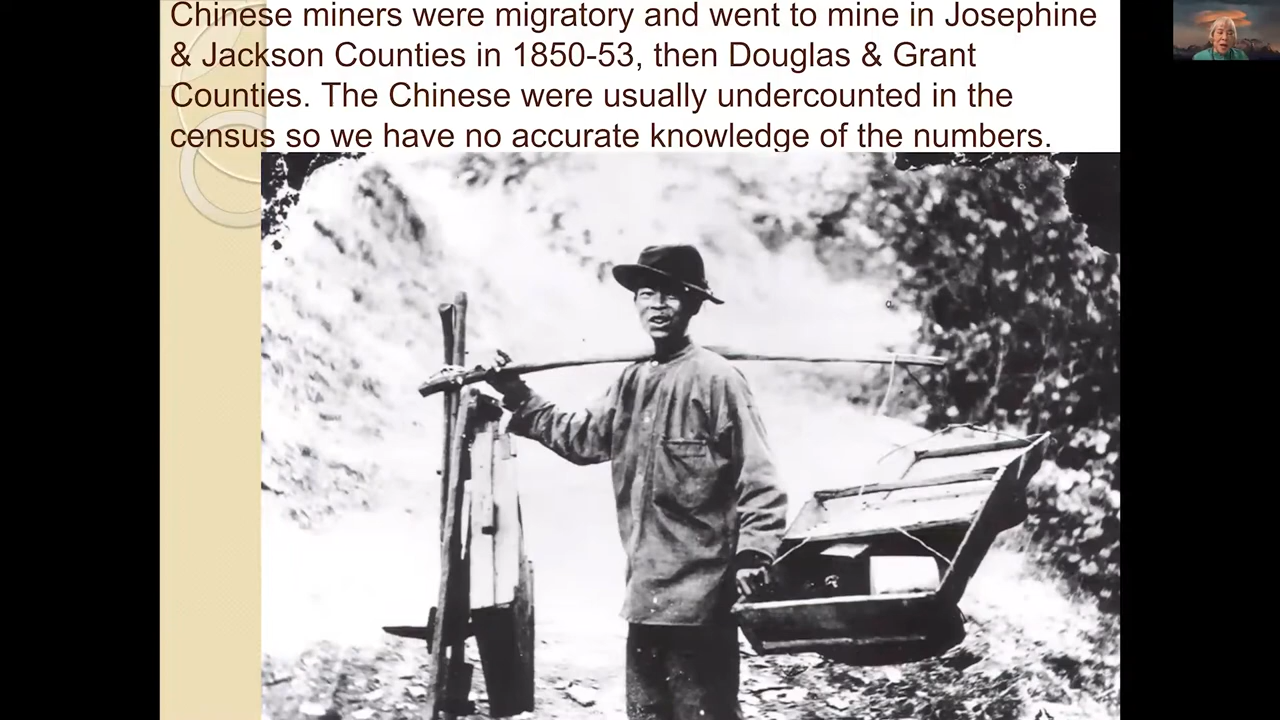 Chinese miners were migratory and went to mine in Josephine
& Jackson Counties in 1850-53, then Douglas & Grant
Counties. The Chinese were usually undercounted in the
census so we have no accurate knowledge of the numbers.